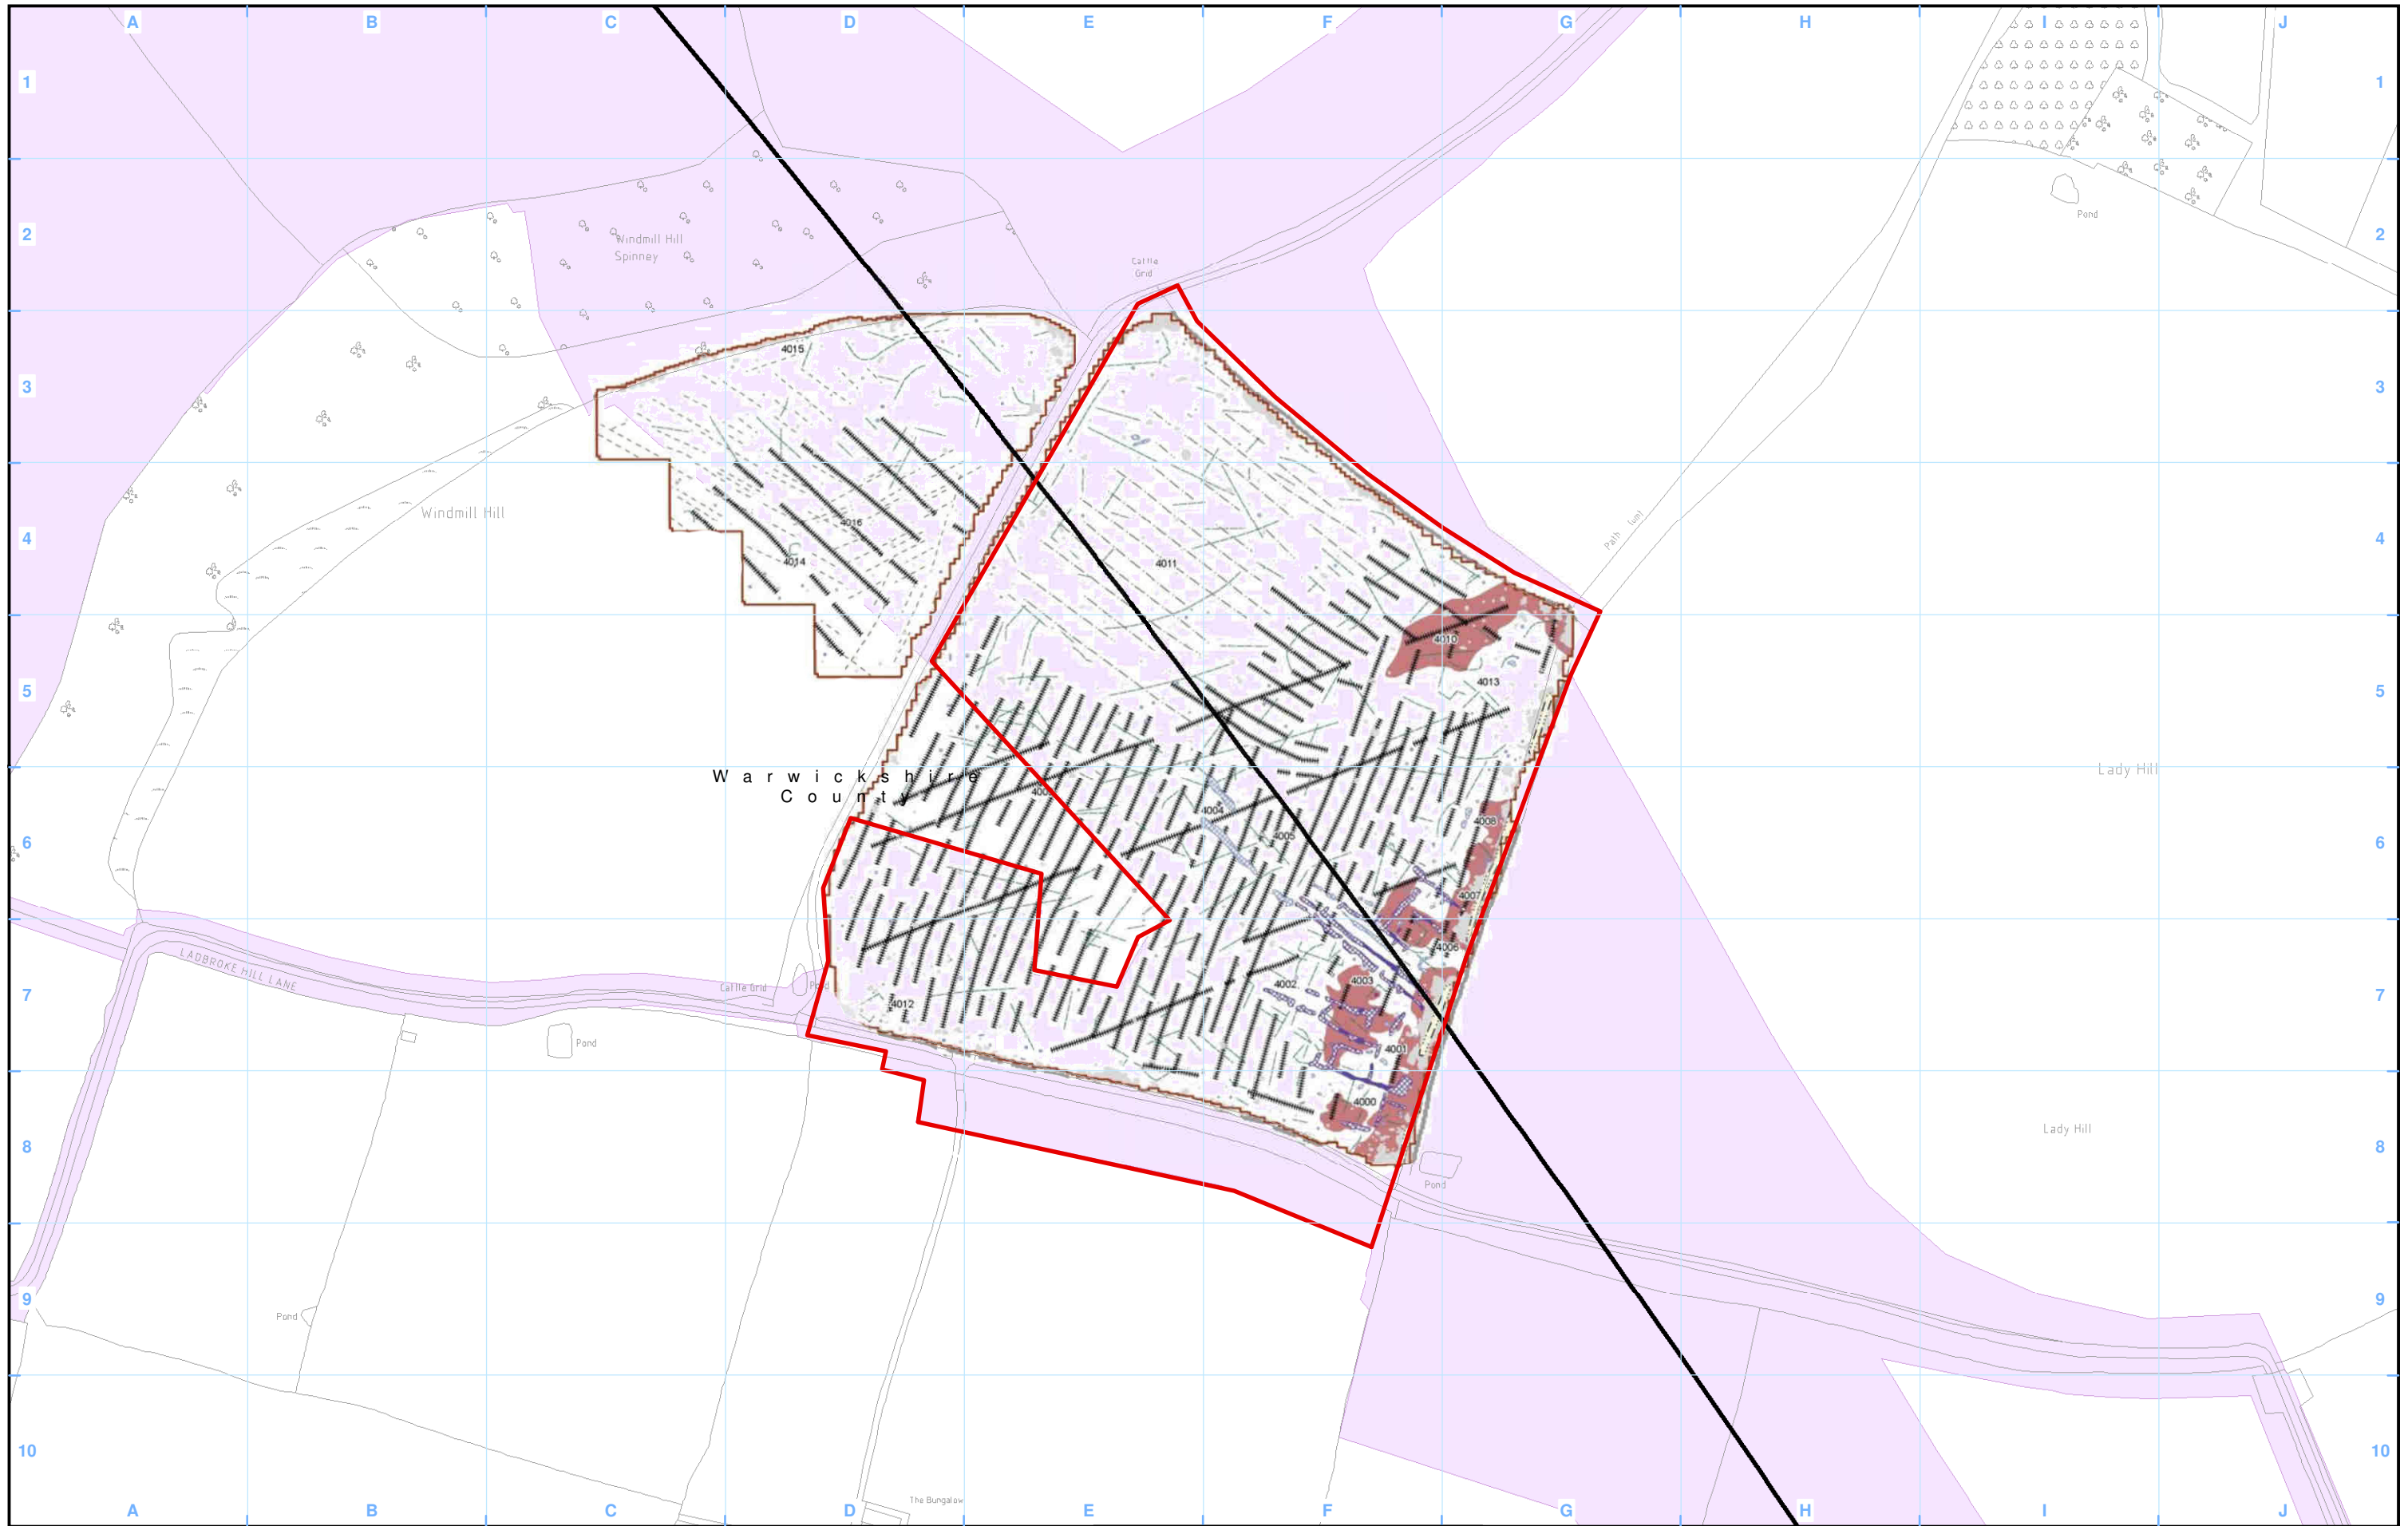 A B C D E F G H I J
1 1
2 2
Pond
Windmill Hill
Spinney
Cattle
Grid
4015
3 3
4016
Windmill Hill
4014
4 4
Path (um)
4011
4010
5 5
4013
Warwickshire
County
Lady Hill
4004
4005
4008
6 6
4007
4006
LADBROKE HILL LANE
Cattle Grid
Pond
4002
4003
7 7
4012
Pond
4001
4000
Lady Hill
8 8
Pond
9 9
Pond
10 10
The Bungalow
A B C D E F G H I J